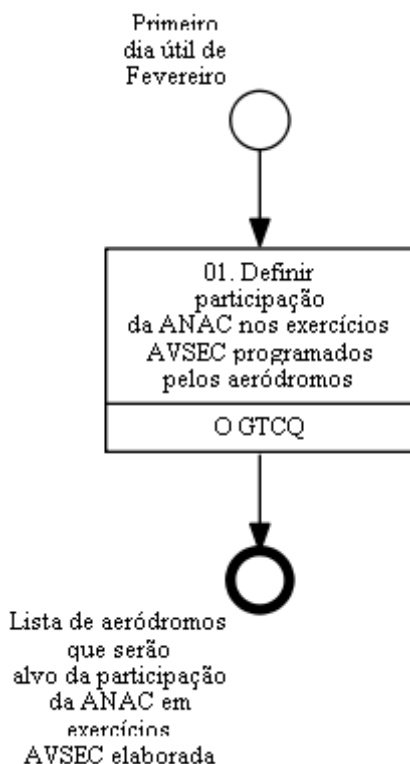 Primeiro
dia útil de
Fevereiro
01. Definir
participação
da ANAC nos exercícios
AVSEC programados
pelos aeródromos
O GTCQ
Lista de aeródromos
que serão
alvo da participação
da ANAC em
exercícios
AVSEC elaborada